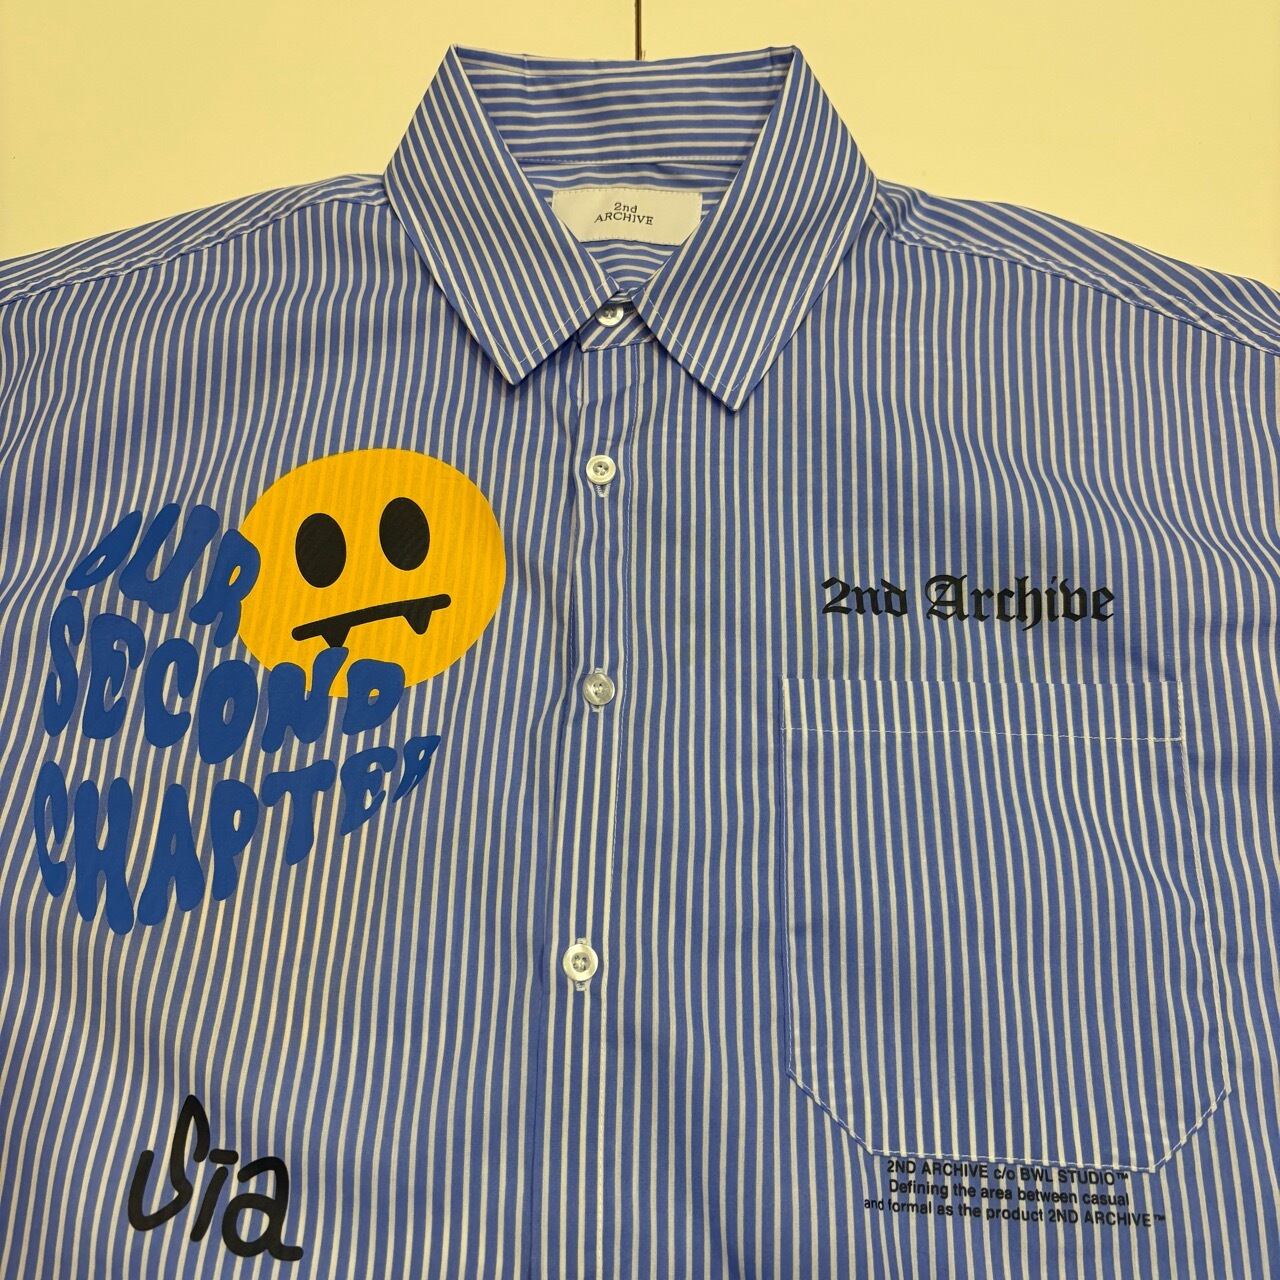 2nd
ARCHIVE
OUR
SECOND
CHAPTER
2nd Archive
Sia
2ND ARCHIVE c/o BWL STUDIO™
Defining the area between casual
and formal as the product 2ND ARCHIVE™